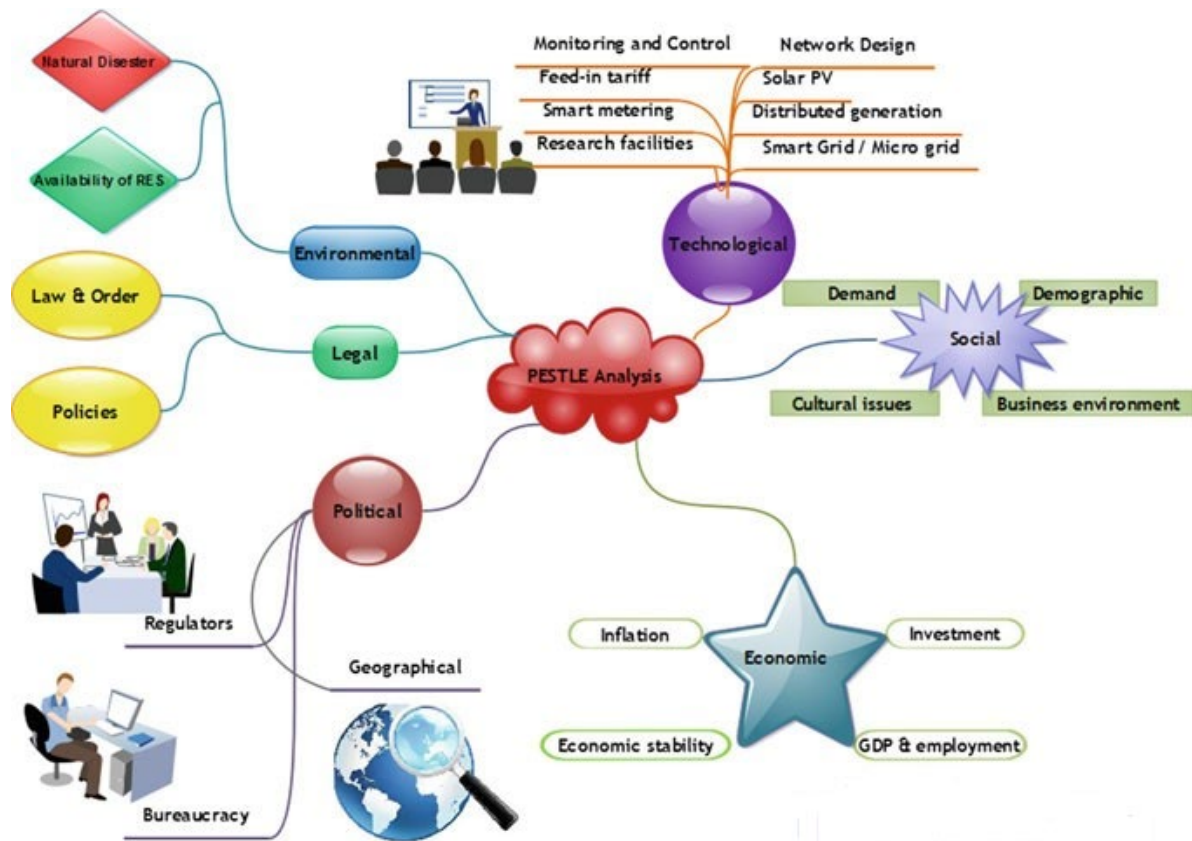 Natural Disester
Availability of RES
Environmental
Law & Order
Legal
Policies
Monitoring and Control
Network Design
Feed-in tariff
Solar PV
Smart metering
Distributed generation
Research facilities
Smart Grid / Micro grid
Technological
Demand
Demographic
Social
Cultural issues
Business environment
PESTLE Analysis
Political
Regulators
Geographical
Bureaucracy
Inflation
Investment
Economic
Economic stability
GDP & employment